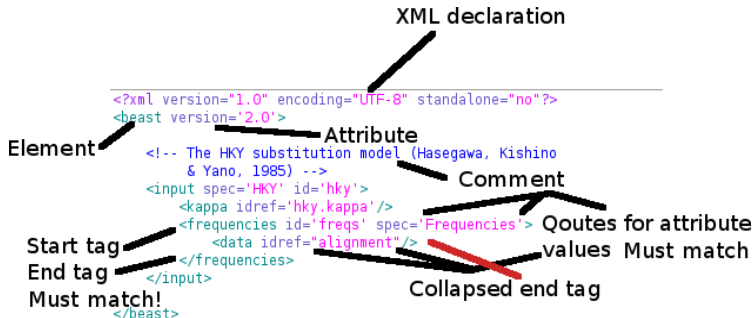 XML declaration
<?xml version="1.0" encoding="UTF-8" standalone="no"?>
<beast version='2.0'>
Attribute
Element
<!-- The HKY substitution model (Hasegawa, Kishino
& Yano, 1985) -->
Comment
<input spec='HKY' id='hky'>
<kappa idref='hky.kappa'/>
<frequencies id='freqs' spec='Frequencies'>
Qoutes for attribute
values Must match
Start tag
<data idref="alignment"/>
End tag
</frequencies>
Must match!
</input>
Collapsed end tag
</beast>